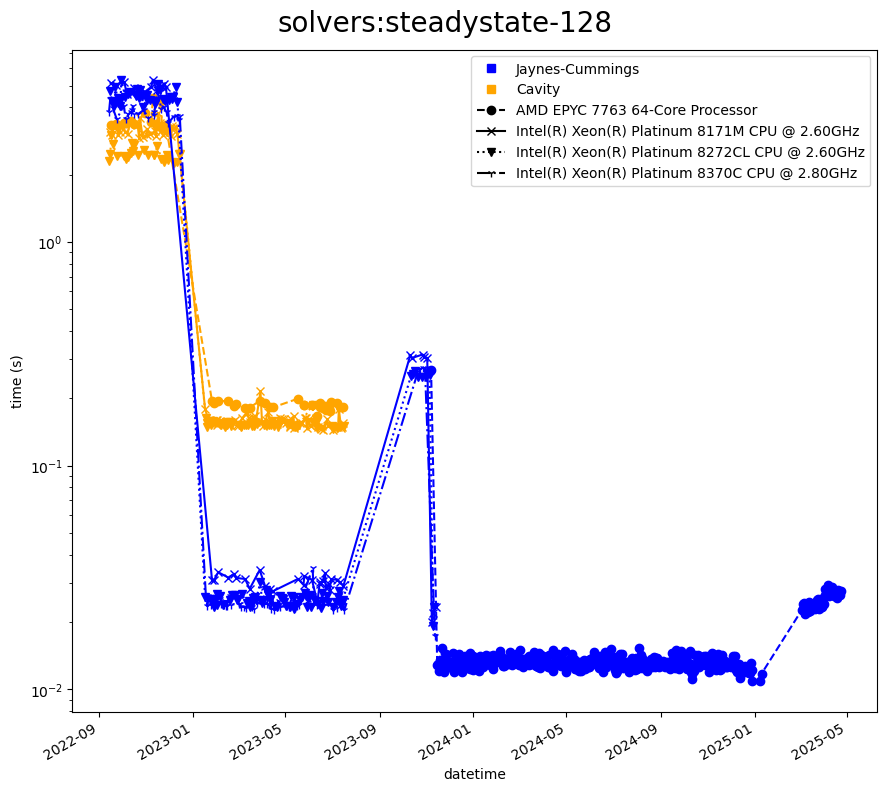 solvers:steadystate-128
Jaynes-Cummings
Cavity
AMD EPYC 7763 64-Core Processor
Intel(R) Xeon(R) Platinum 8171M CPU @ 2.60GHz
Intel(R) Xeon(R) Platinum 8272CL CPU @ 2.60GHz
Intel(R) Xeon(R) Platinum 8370C CPU @ 2.80GHz
time (s)
10⁰
10⁻¹
10⁻²
2022-09
2023-01
2023-05
2023-09
2024-01
2024-05
2024-09
2025-01
2025-05
datetime